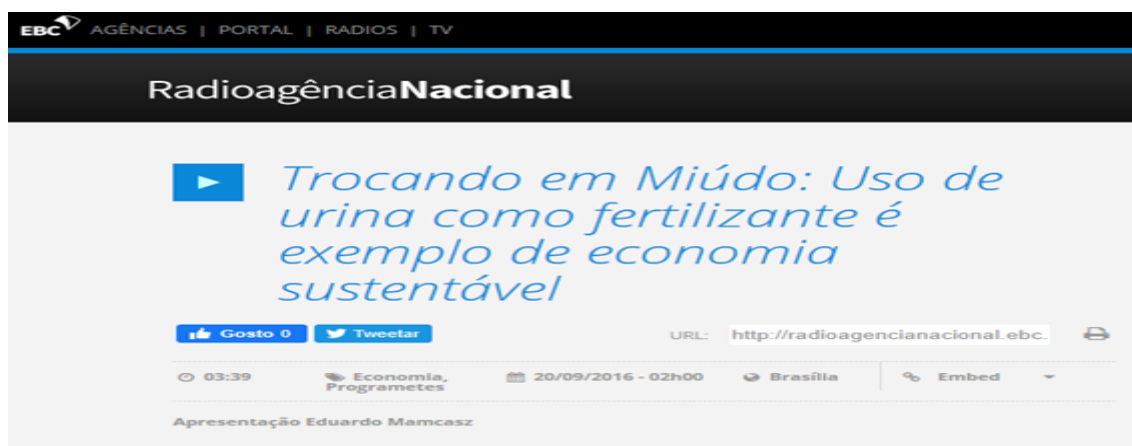 EBC AGÊNCIAS | PORTAL | RADIOS | TV
RadioagênciaNacional
Trocando em Miúdo: Uso de
urina como fertilizante é
exemplo de economia
sustentável
Gosto 0 Tweetar URL: http://radioagencianacional.ebc.
03:39 Economia, 20/09/2016 - 02h00 Brasília Embed
Programetes
Apresentação Eduardo Mamcasz